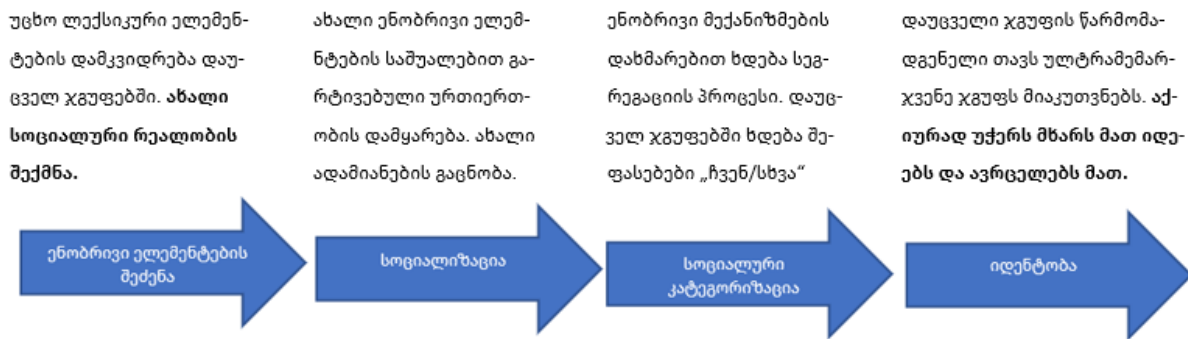 უცხო ლექსიკური ელემენ-
ტების დამკვიდრება დაუ-
ცველ ჯგუფებში. ახალი
სოციალური რეალობის
შექმნა.
ახალი ენობრივი ელემ-
ნტების საშუალებით გა-
რტივებული ურთიერთ-
ობის დამყარება. ახალი
ადამიანების გაცნობა.
ენობრივი მექანიზმების
დახმარებით ხდება სეგ-
რეგაციის პროცესი. დაუც-
ველ ჯგუფებში ხდება შე-
ფასებები „ჩვენ/სხვა“
დაუცველი ჯგუფის წარმომა-
დგენელი თავს ულტრამემარ-
ჯვენე ჯგუფს მიაკუთვნებს. აქ-
იურად უჭერს მხარს მათ იდე-
ებს და ავრცელებს მათ.
ენობრივი ელემენტების
შეძენა
სოციალიზაცია
სოციალური
კატეგორიზაცია
იდენტობა